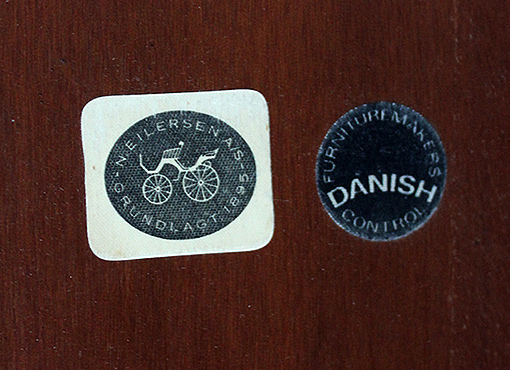 N. EILERSEN A/S
GRUNDLAGT 1895
FURNITUREMAKERS
DANISH
CONTROL